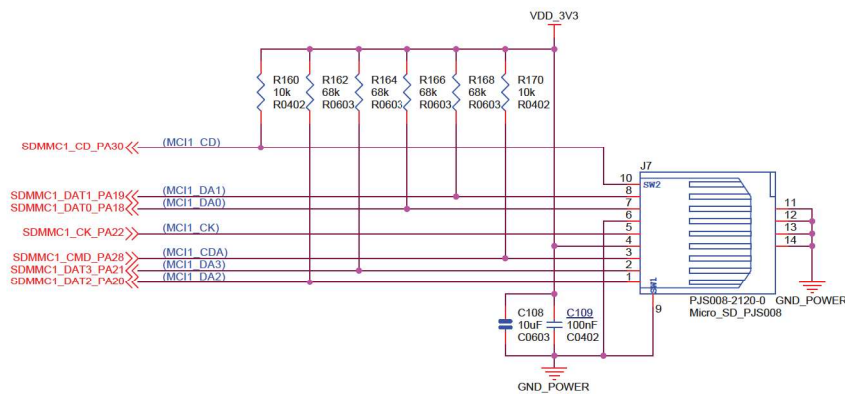 VDD_3V3
R160
10k
R0402
R162
68k
R0603
R164
68k
R0603
R166
68k
R0603
R168
68k
R0603
R170
10k
R0402
SDMMC1_CD_PA30
(MCI1_CD)
SDMMC1_DAT1_PA19
(MCI1_DA1)
SDMMC1_DAT0_PA18
(MCI1_DA0)
SDMMC1_CK_PA22
(MCI1_CK)
SDMMC1_CMD_PA28
(MCI1_CDA)
SDMMC1_DAT3_PA21
(MCI1_DA3)
SDMMC1_DAT2_PA20
(MCI1_DA2)
J7
10
8
7
6
5
4
3
2
1
SW2
SW1
9
11
12
13
14
PJS008-2120-0
Micro_SD_PJS008
GND_POWER
C108
10uF
C0603
C109
100nF
C0402
GND_POWER